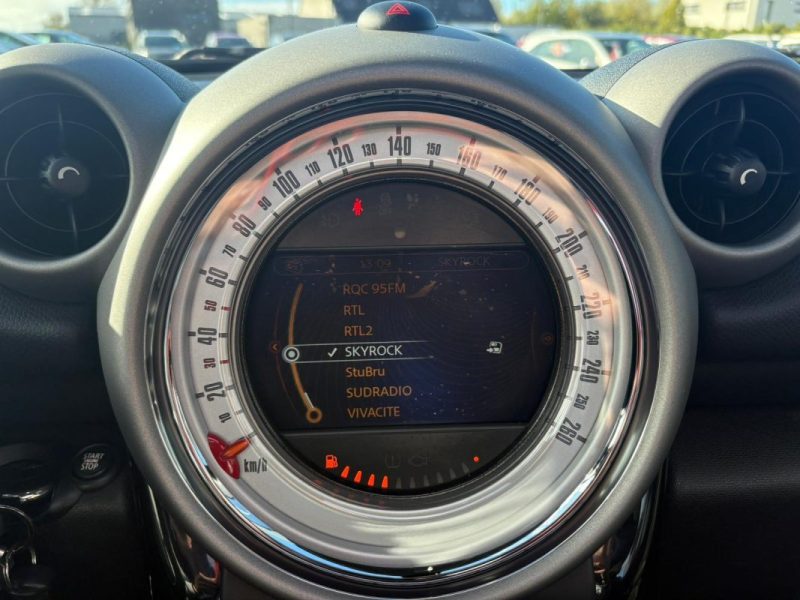 10
20
30
40
50
60
70
80
90
100
110
120
130
140
150
160
170
180
190
200
210
220
230
240
250
260
km/h
13:09 SKYROCK
RQC 95FM
RTL
RTL2
SKYROCK
StuBru
SUDRADIO
VIVACITE
START
STOP